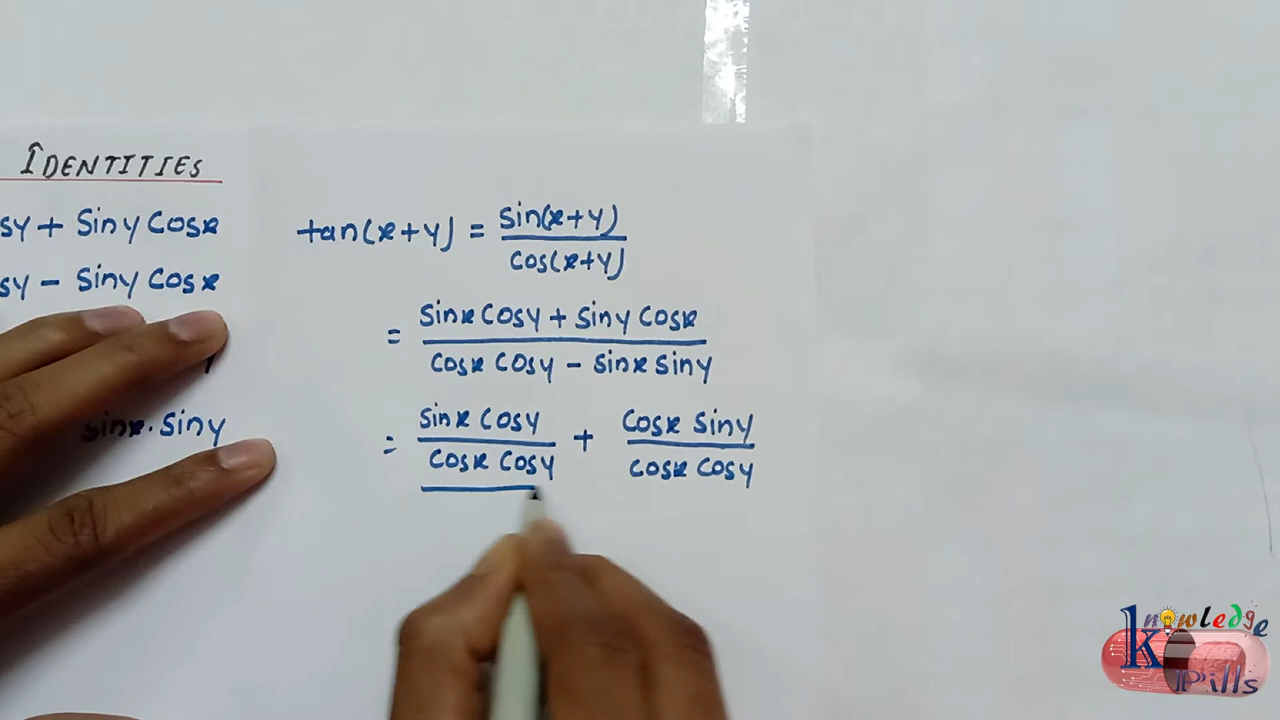 IDENTITIES
sy + Siny Cosx
sy - Siny Cosx
sinx . Siny
tan(x+y) = sin(x+y) / cos(x+y)
= sinx Cosy + siny Cosx / cosx cosy - sinx siny
= sinx cosy / cosx cosy + cosx siny / cosx cosy
Knowledge
Pills